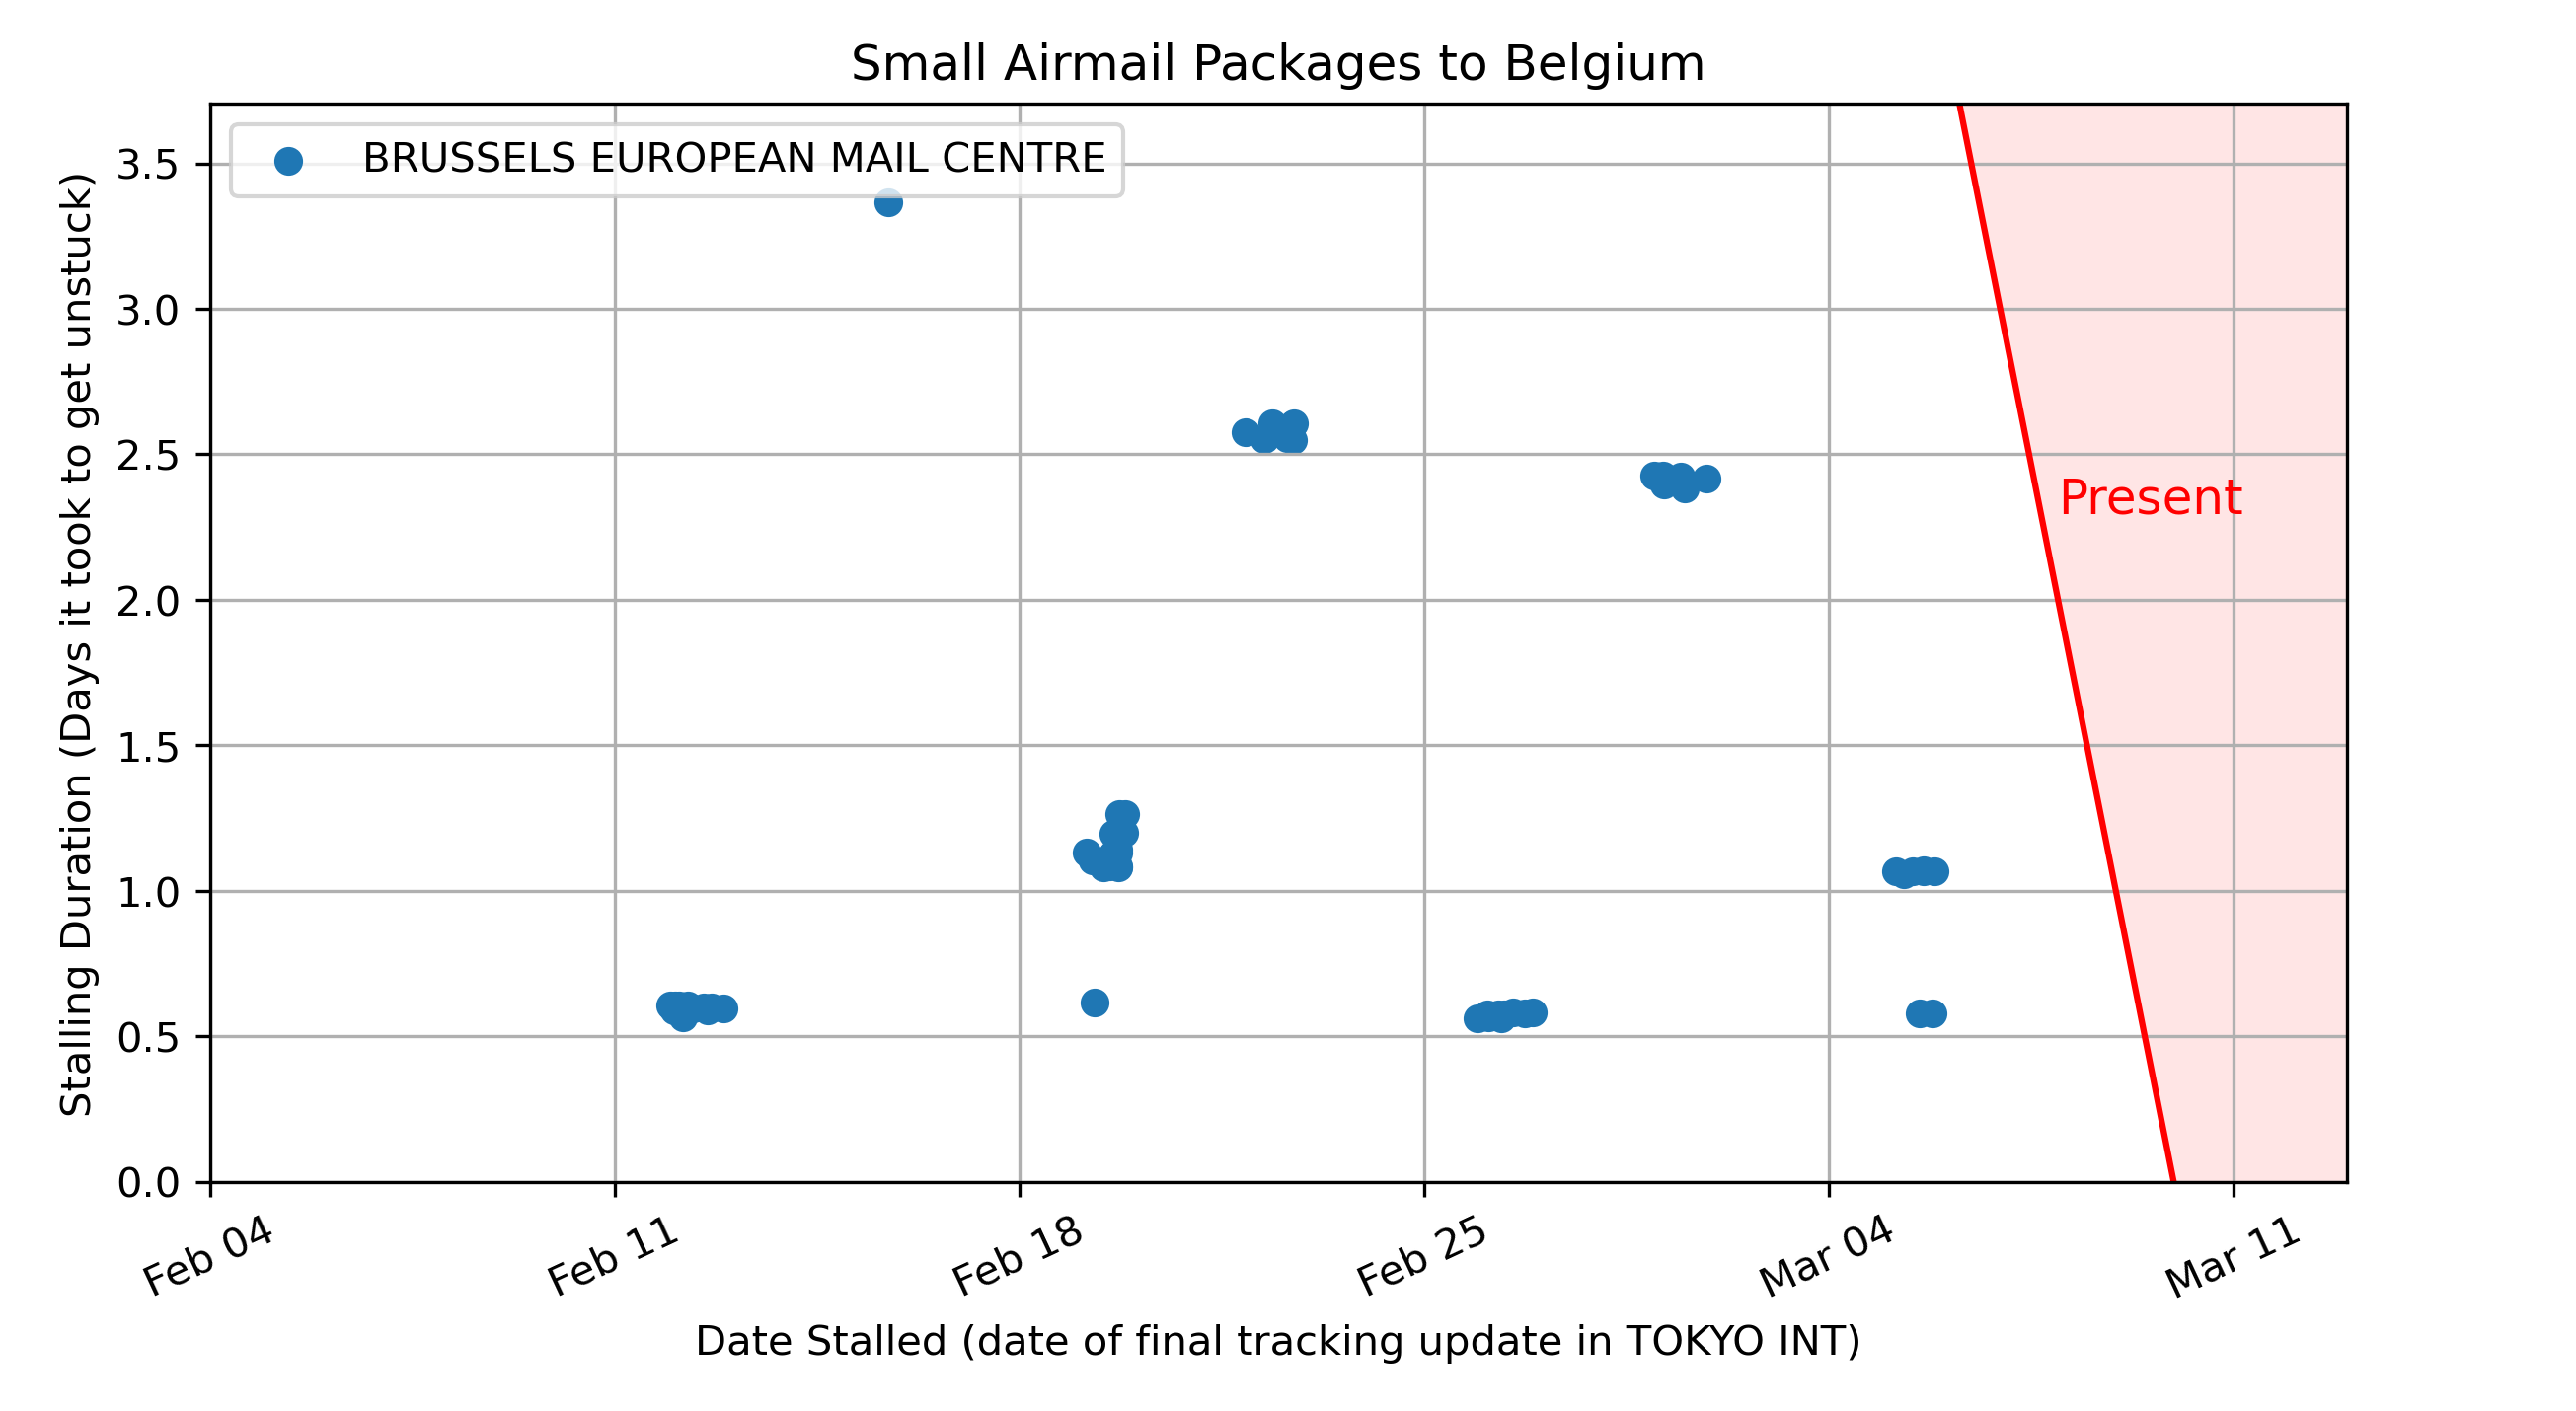 Small Airmail Packages to Belgium
BRUSSELS EUROPEAN MAIL CENTRE
Stalling Duration (Days it took to get unstuck)
3.5
3.0
2.5
2.0
1.5
1.0
0.5
0.0
Present
Feb 04
Feb 11
Feb 18
Feb 25
Mar 04
Mar 11
Date Stalled (date of final tracking update in TOKYO INT)